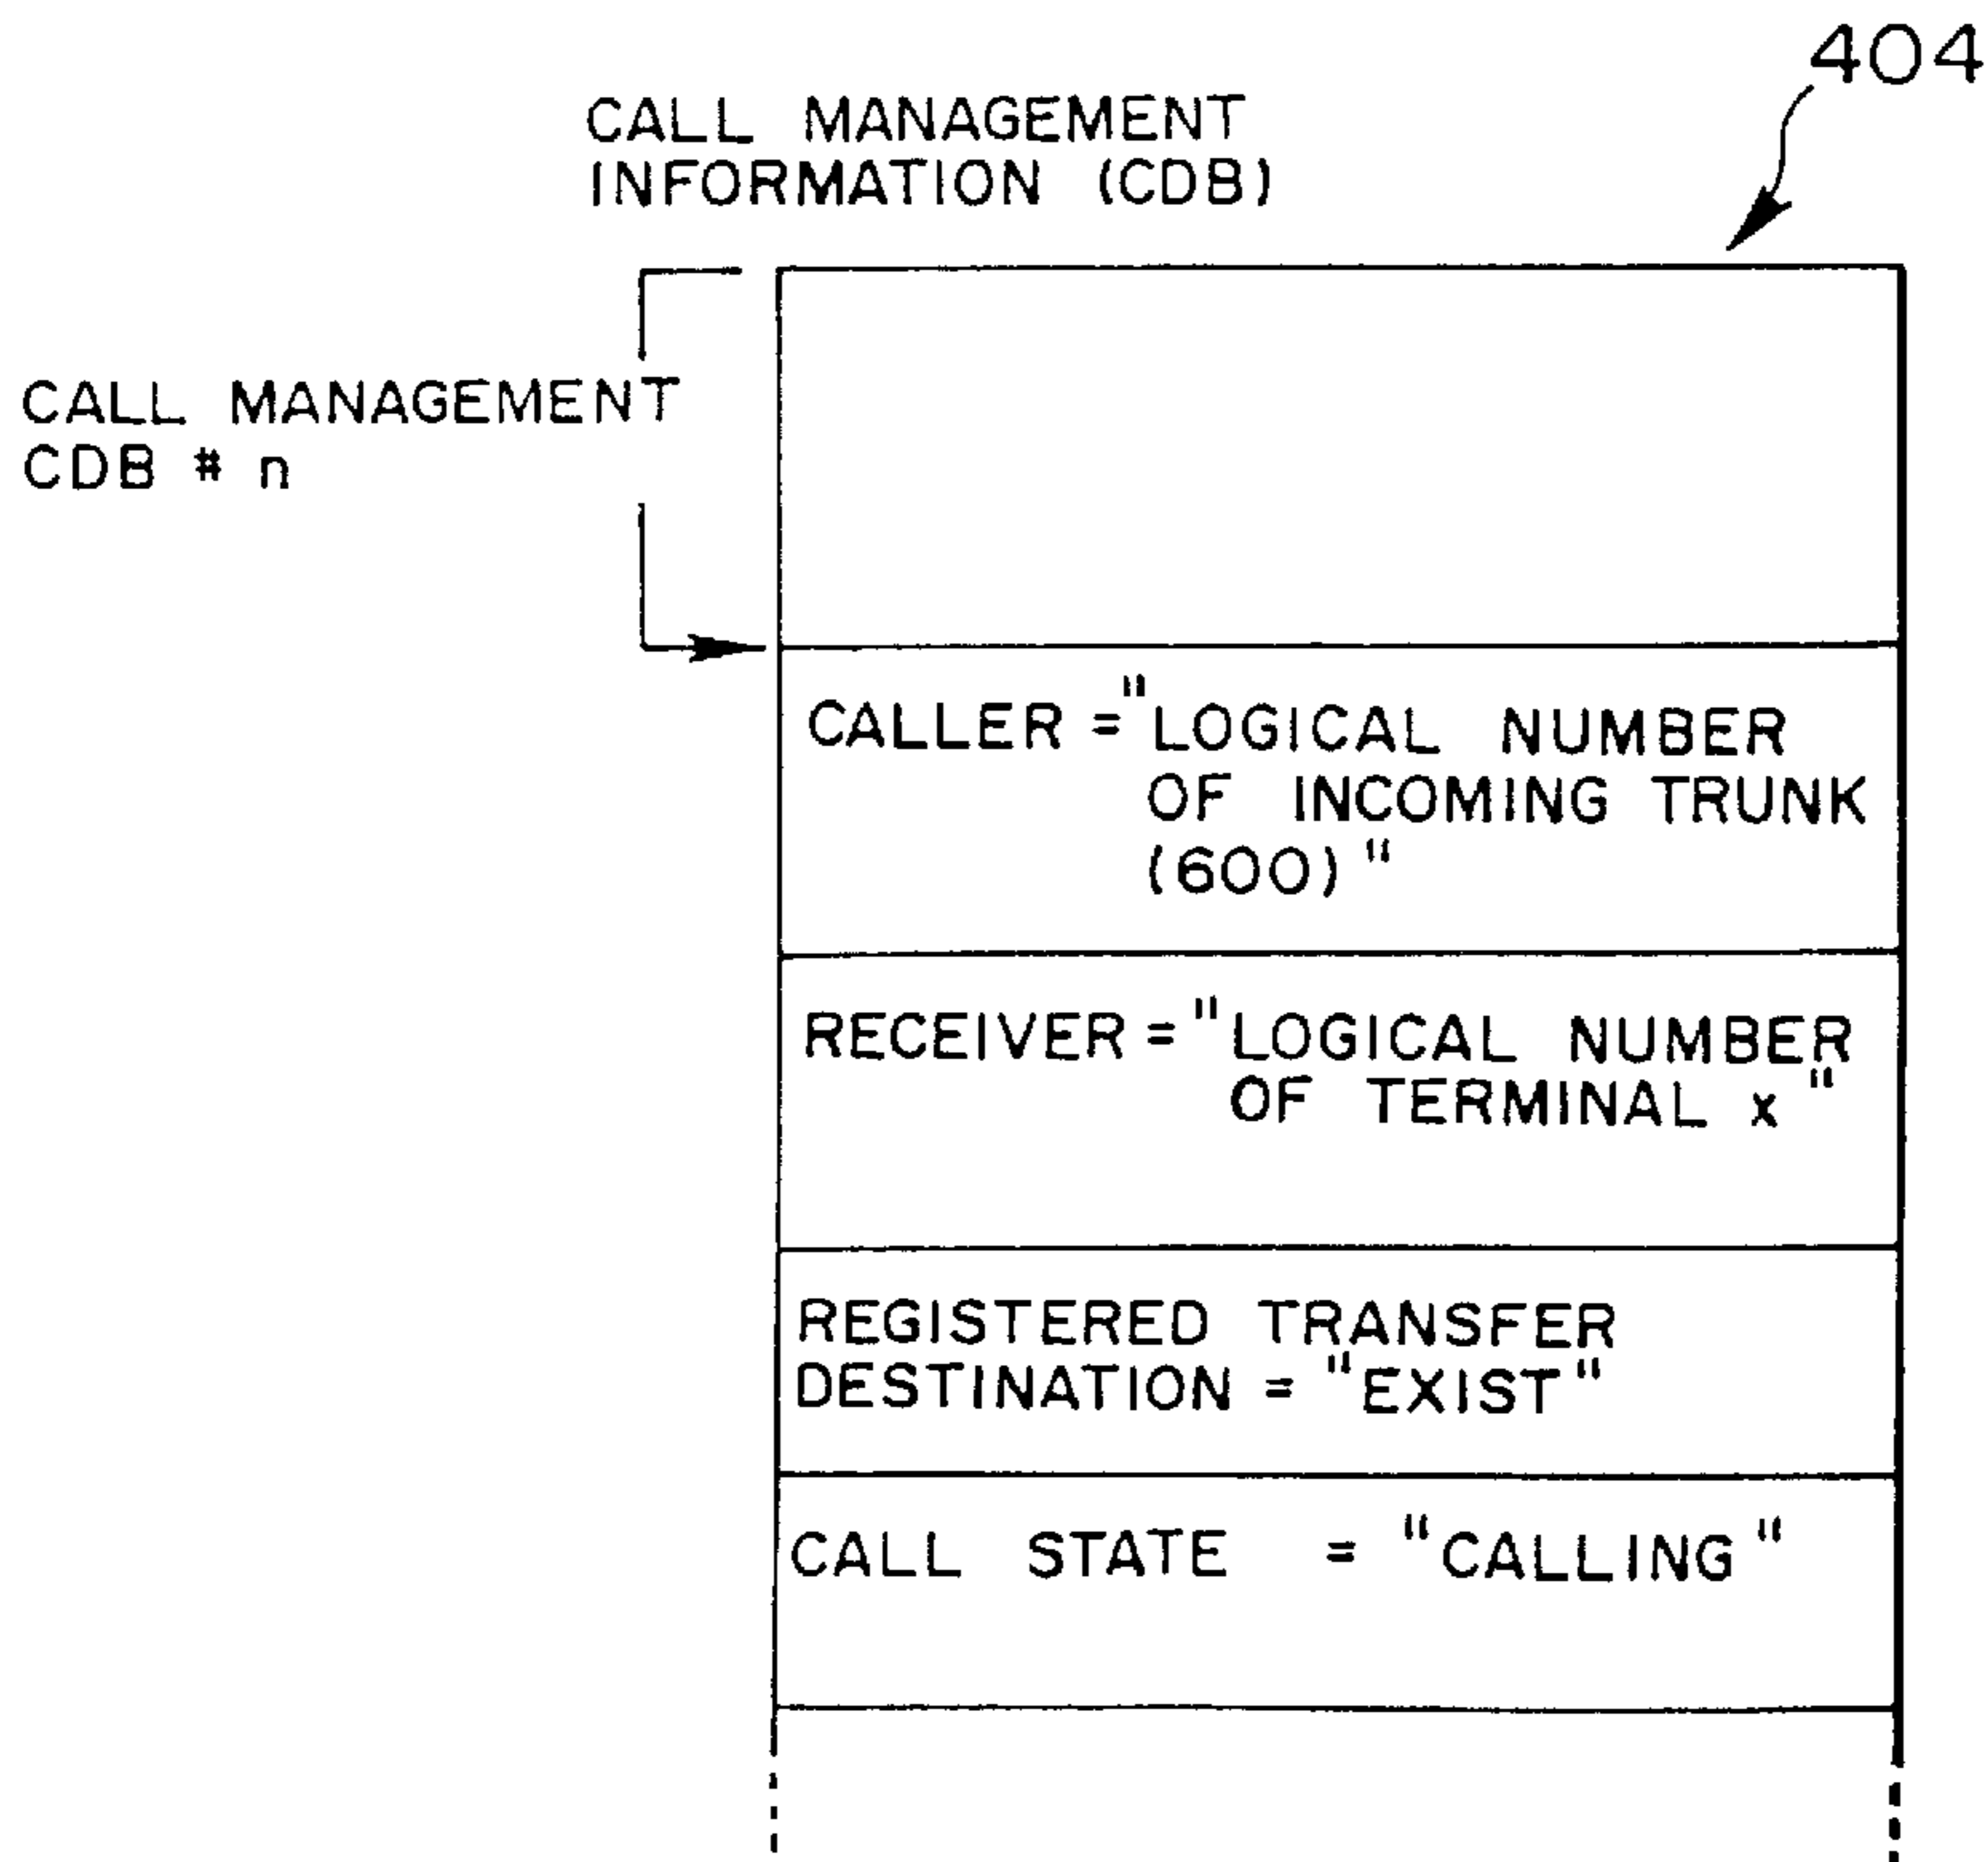 404
CALL MANAGEMENT
INFORMATION (CDB)
CALL MANAGEMENT
CDB # n
CALLER = "LOGICAL NUMBER
OF INCOMING TRUNK
(600)"
RECEIVER = "LOGICAL NUMBER
OF TERMINAL x"
REGISTERED TRANSFER
DESTINATION = "EXIST"
CALL STATE = "CALLING"